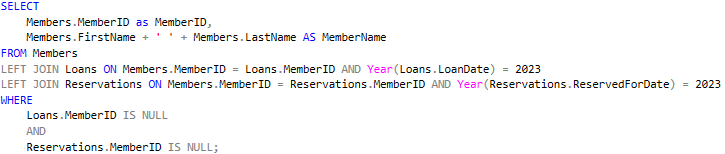 SELECT
    Members.MemberID as MemberID,
    Members.FirstName + ' ' + Members.LastName AS MemberName
FROM Members
LEFT JOIN Loans ON Members.MemberID = Loans.MemberID AND Year(Loans.LoanDate) = 2023
LEFT JOIN Reservations ON Members.MemberID = Reservations.MemberID AND Year(Reservations.ReservedForDate) = 2023
WHERE
    Loans.MemberID IS NULL
    AND
    Reservations.MemberID IS NULL;